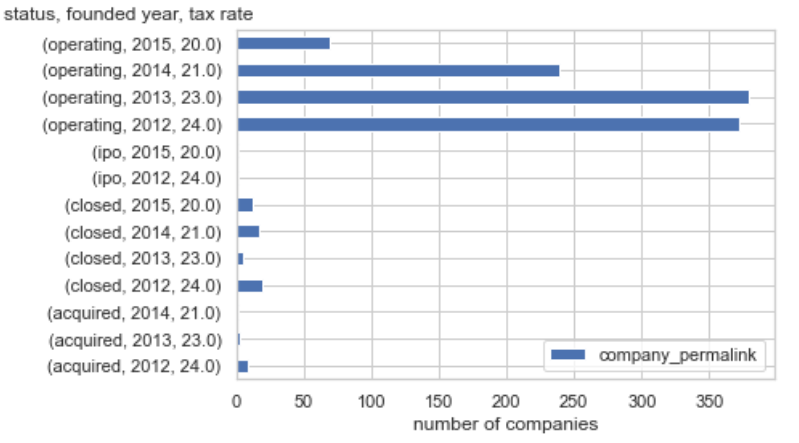 status, founded year, tax rate
(operating, 2015, 20.0)
(operating, 2014, 21.0)
(operating, 2013, 23.0)
(operating, 2012, 24.0)
(ipo, 2015, 20.0)
(ipo, 2012, 24.0)
(closed, 2015, 20.0)
(closed, 2014, 21.0)
(closed, 2013, 23.0)
(closed, 2012, 24.0)
(acquired, 2014, 21.0)
(acquired, 2013, 23.0)
(acquired, 2012, 24.0)
company_permalink
0 50 100 150 200 250 300 350
number of companies